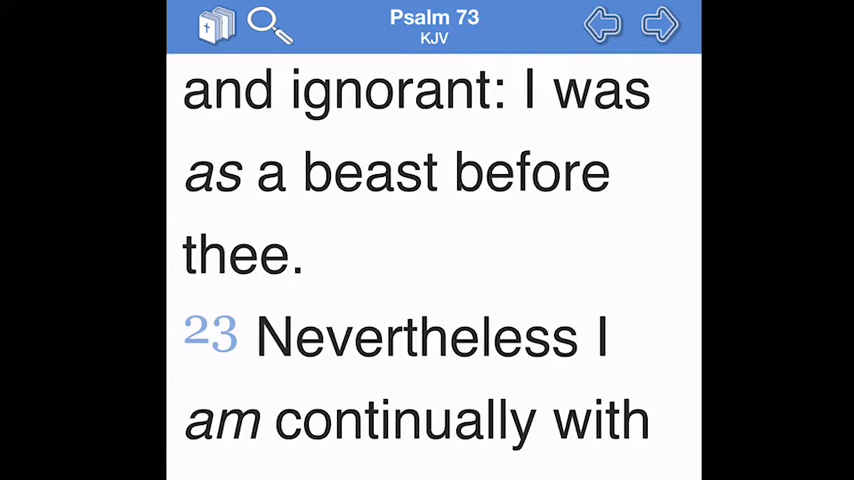 Psalm 73
KJV
and ignorant: I was
as a beast before
thee.
23 Nevertheless I
am continually with